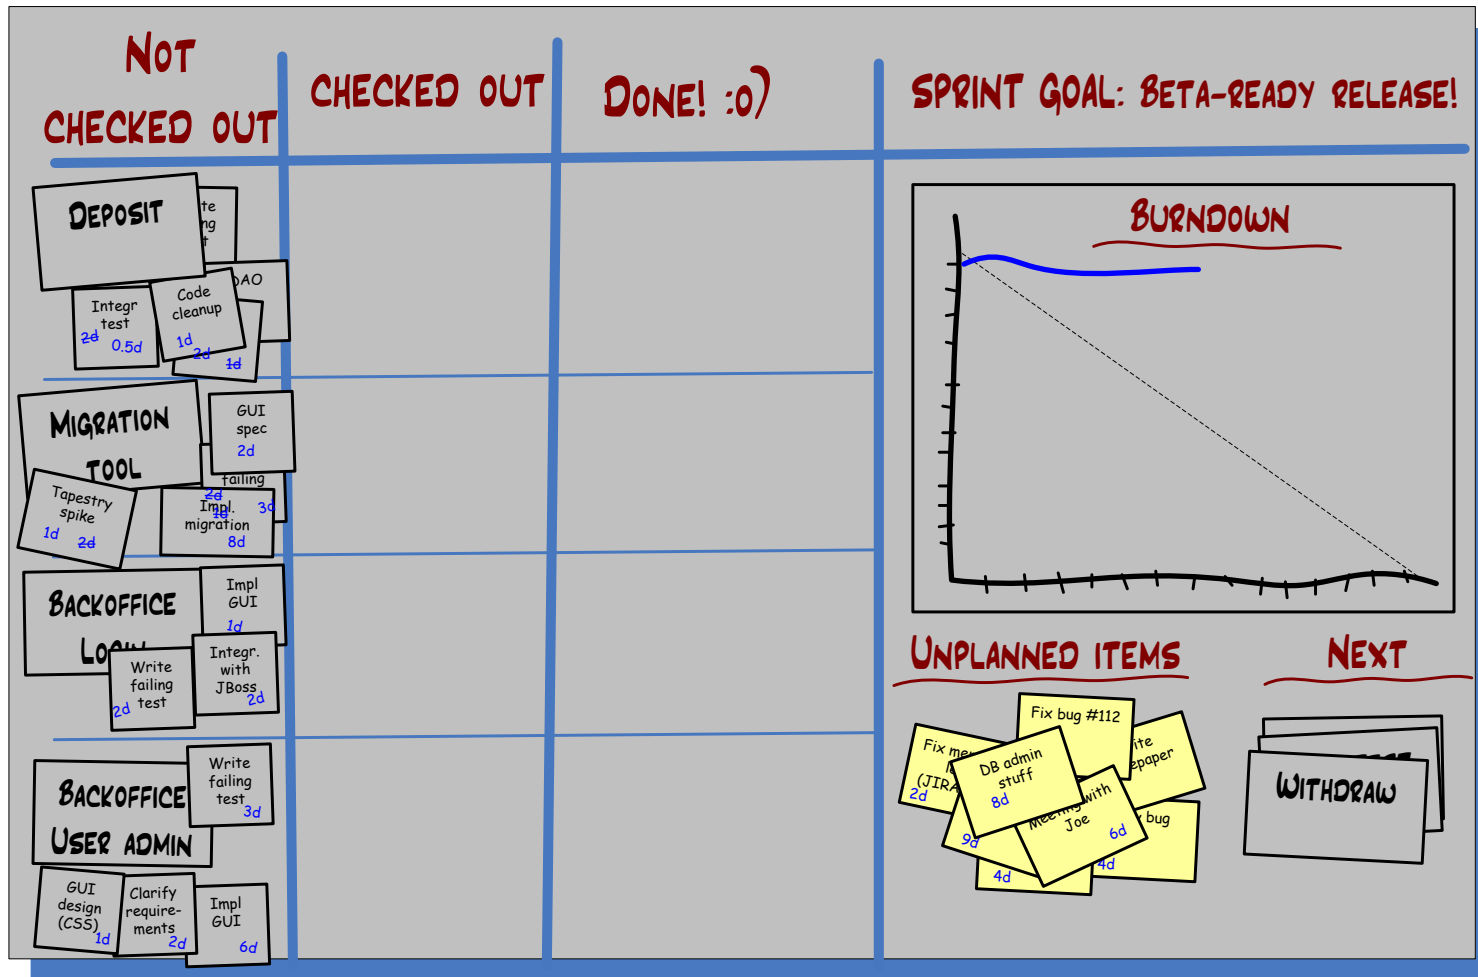 Not
checked out
checked out
Done! :o)
SPRINT GOAL: Beta-ready release!
Deposit
DAO
Code
cleanup
1d
2d
1d
Integr
test
2d
0.5d
Migration
tool
GUI
spec
2d
failing
2d
3d
Tapestry
spike
1d
2d
Impl.
1d
migration
8d
Backoffice
Login
Impl
GUI
1d
Integr.
with
JBoss
2d
Write
failing
test
2d
Backoffice
User admin
Write
failing
test
3d
GUI
design
(CSS)
1d
Clarify
require-
ments
2d
Impl
GUI
6d
Burndown
Unplanned items
Next
Fix bug #112
Fix
(JIRA
2d
DB admin
stuff
8d
Meeting with
Joe
6d
bug
9d
4d
4d
Withdraw